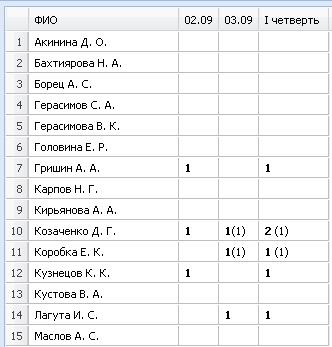 ФИО 02.09 03.09 I четверть
1 Акинина Д. О.
2 Бахтиярова Н. А.
3 Борец А. С.
4 Герасимов С. А.
5 Герасимова В. К.
6 Головина Е. Р.
7 Гришин А. А. 1 1
8 Карпов Н. Г.
9 Кирьянова А. А.
10 Козаченко Д. Г. 1 1(1) 2 (1)
11 Коробка Е. К. 1(1) 1 (1)
12 Кузнецов К. К. 1 1
13 Кустова В. А.
14 Лагута И. С. 1 1
15 Маслов А. С.